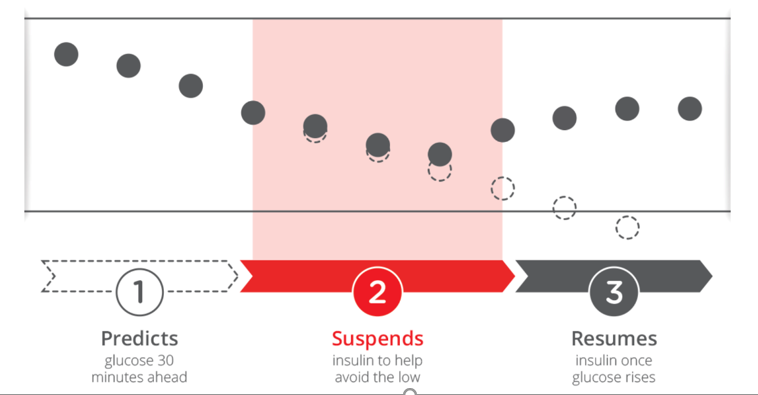 1
Predicts
glucose 30
minutes ahead
2
Suspends
insulin to help
avoid the low
3
Resumes
insulin once
glucose rises